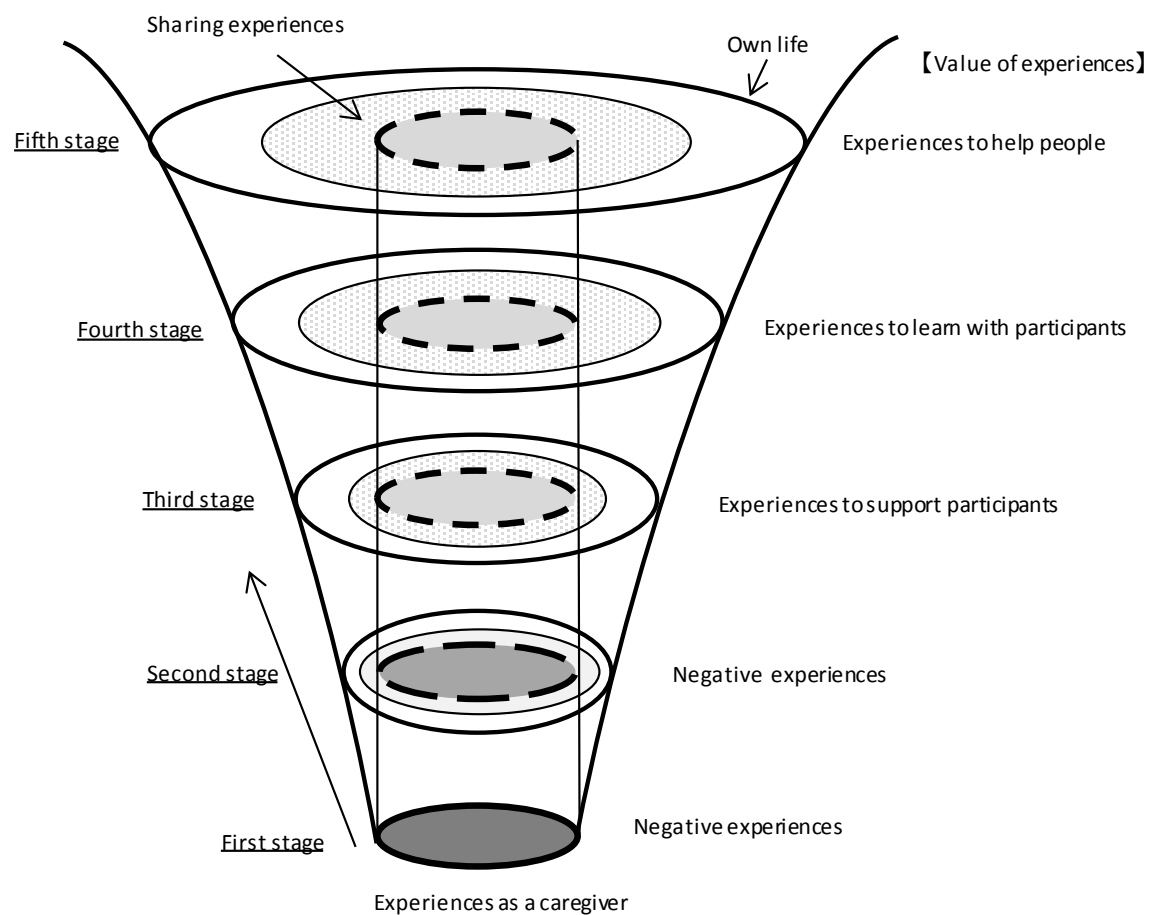 Sharing experiences
Own life
【Value of experiences】
Fifth stage
Experiences to help people
Fourth stage
Experiences to learn with participants
Third stage
Experiences to support participants
Second stage
Negative experiences
First stage
Negative experiences
Experiences as a caregiver